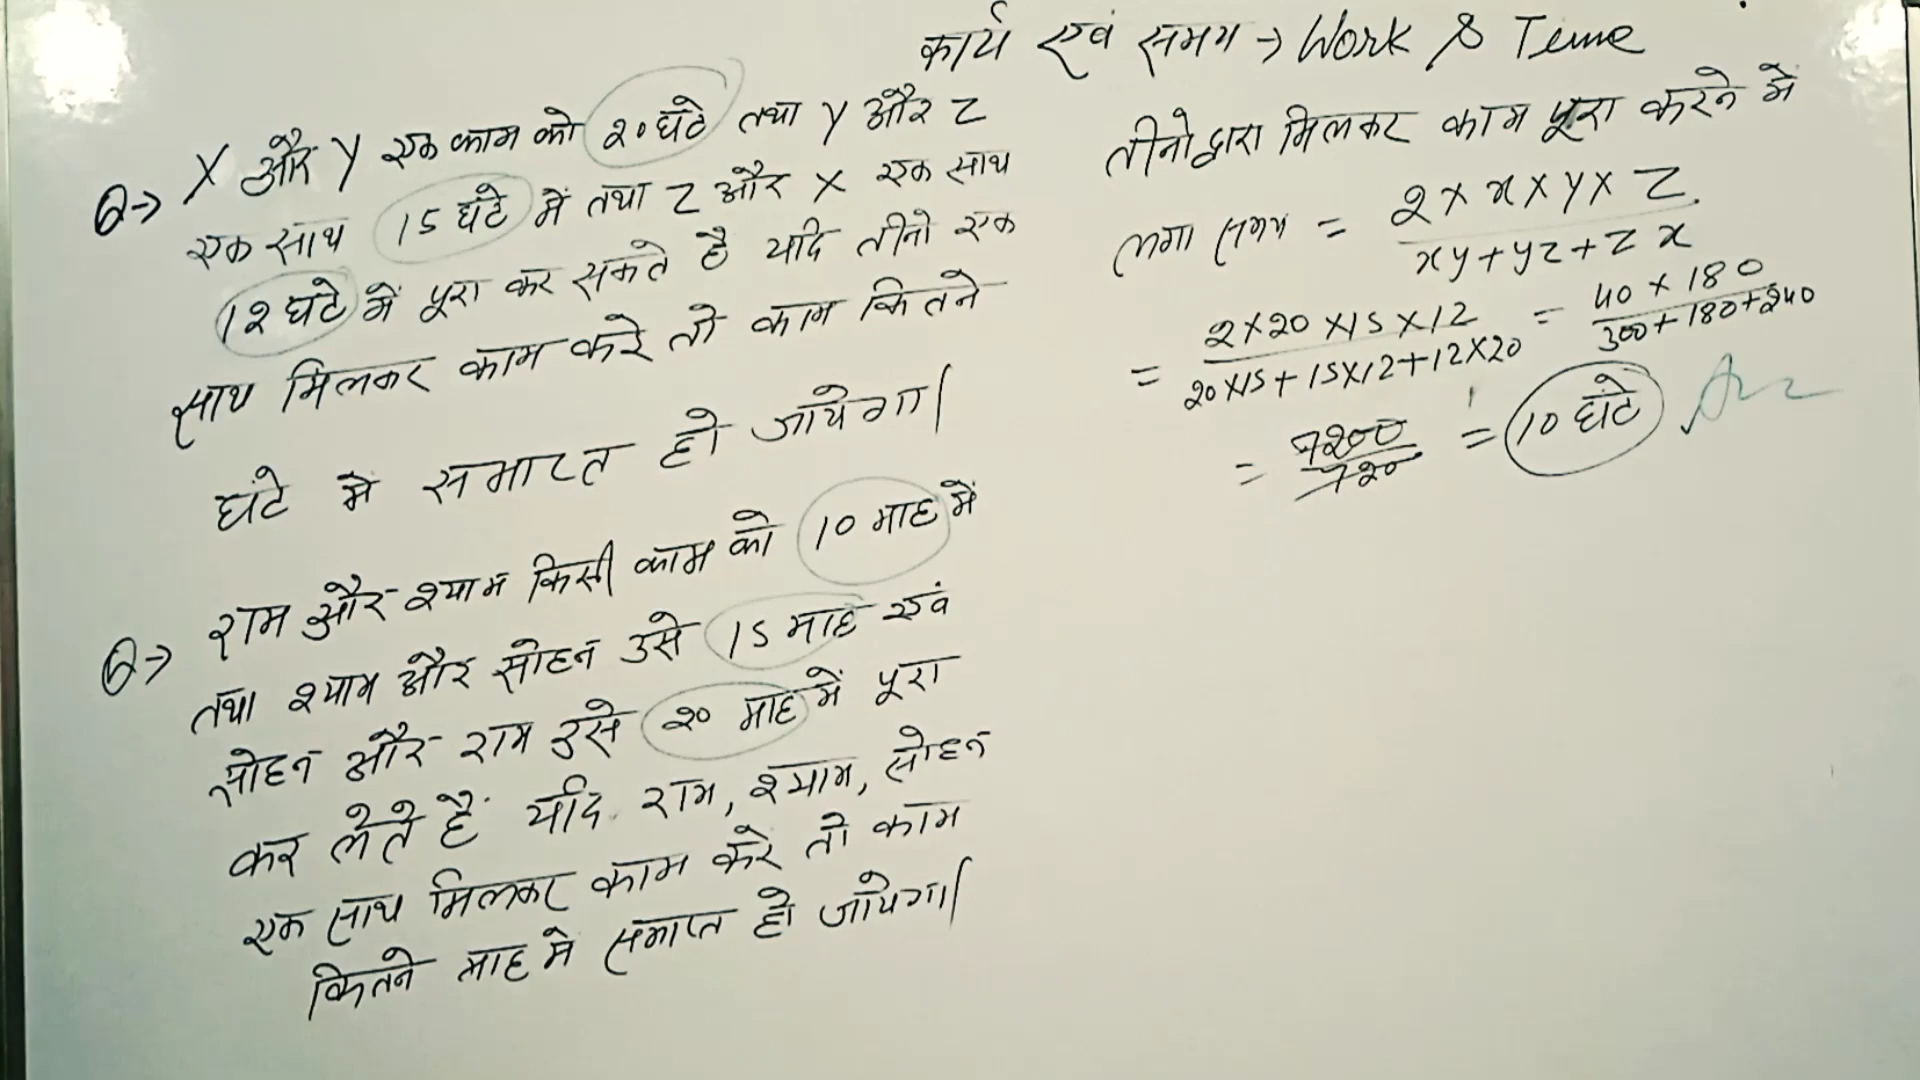 कार्य एवं समय → Work & Time
Q→ X और Y एक काम को 20 घंटे तथा Y और Z
एक साथ 15 घंटे में तथा Z और X एक साथ
12 घंटे में पूरा कर सकते है यदि तीनो एक
साथ मिलकर काम करे तो काम कितने
घंटे मे समाप्त हो जायेगा।
Q→ राम और श्याम किसी काम को 10 माह में
तथा श्याम और सोहन उसे 15 माह एवं
सोहन और राम उसे 20 माह में पूरा
कर लेते है यदि राम, श्याम, सोहन
एक साथ मिलकर काम करे तो काम
कितने माह मे समाप्त हो जायेगा।
तीनो द्वारा मिलकर काम पूरा करने में
लगा समय = 2 × x × y × z / xy + yz + zx
= 2 × 20 × 15 × 12 / 20 × 15 + 15 × 12 + 12 × 20 = 40 × 180 / 300 + 180 + 240
= 7200 / 720 = 10 घंटे Ans